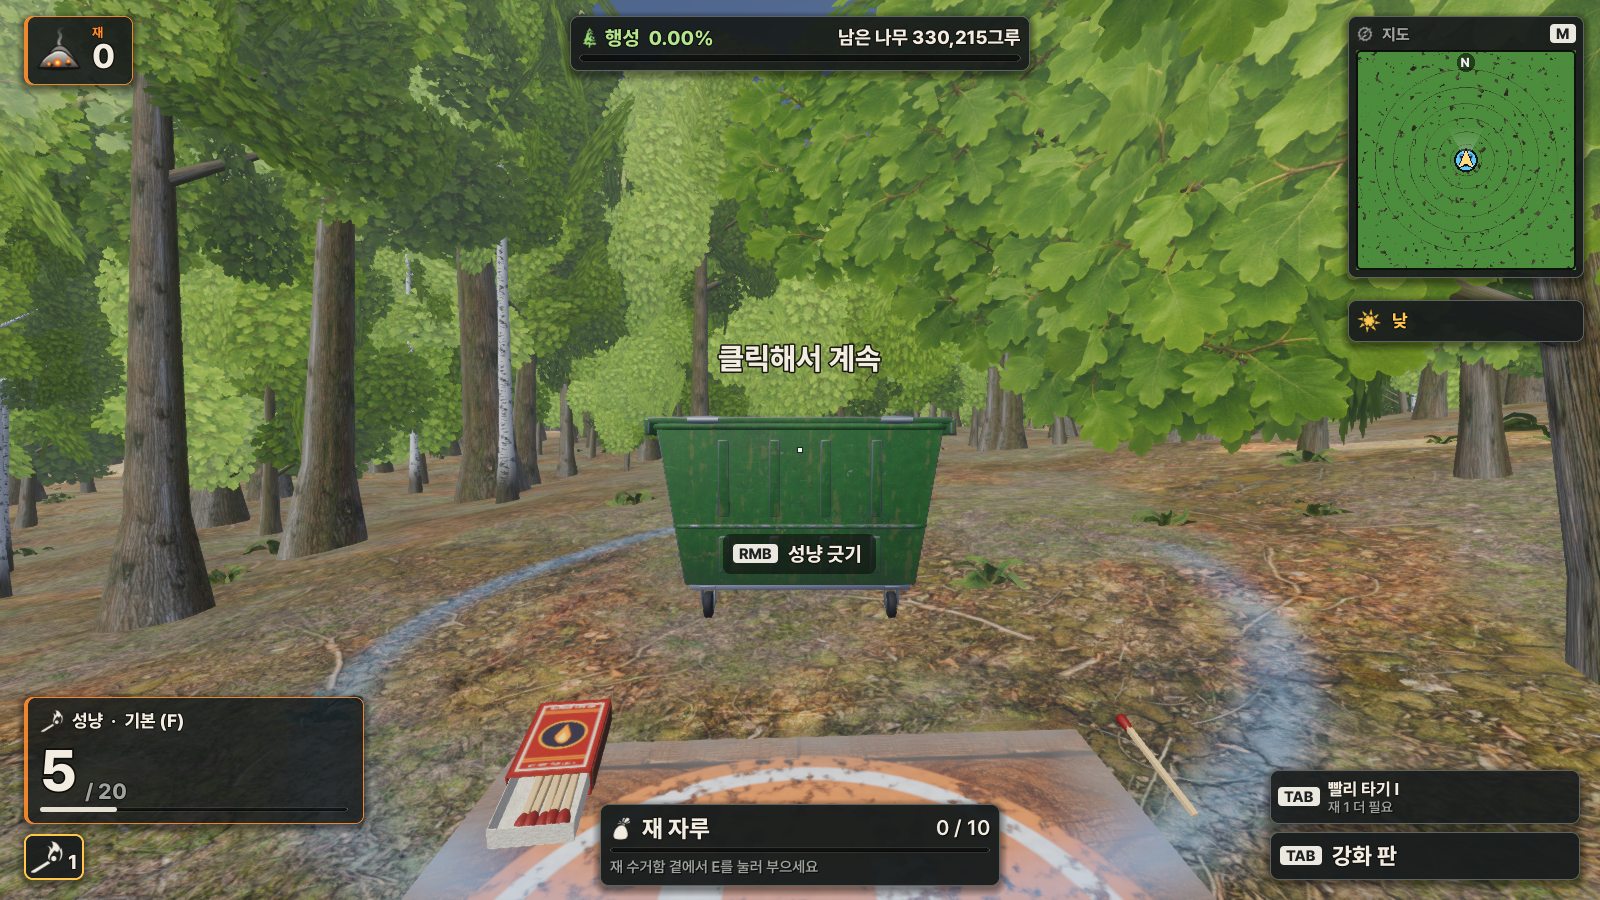 재
0
행성 0.00%
남은 나무 330,215그루
지도
M
N
낮
클릭해서 계속
RMB 성냥 긋기
성냥 · 기본 (F)
5 / 20
1
재 자루
0 / 10
재 수거함 곁에서 E를 눌러 부으세요
TAB 빨리 타기 I
재 1 더 필요
TAB 강화 판